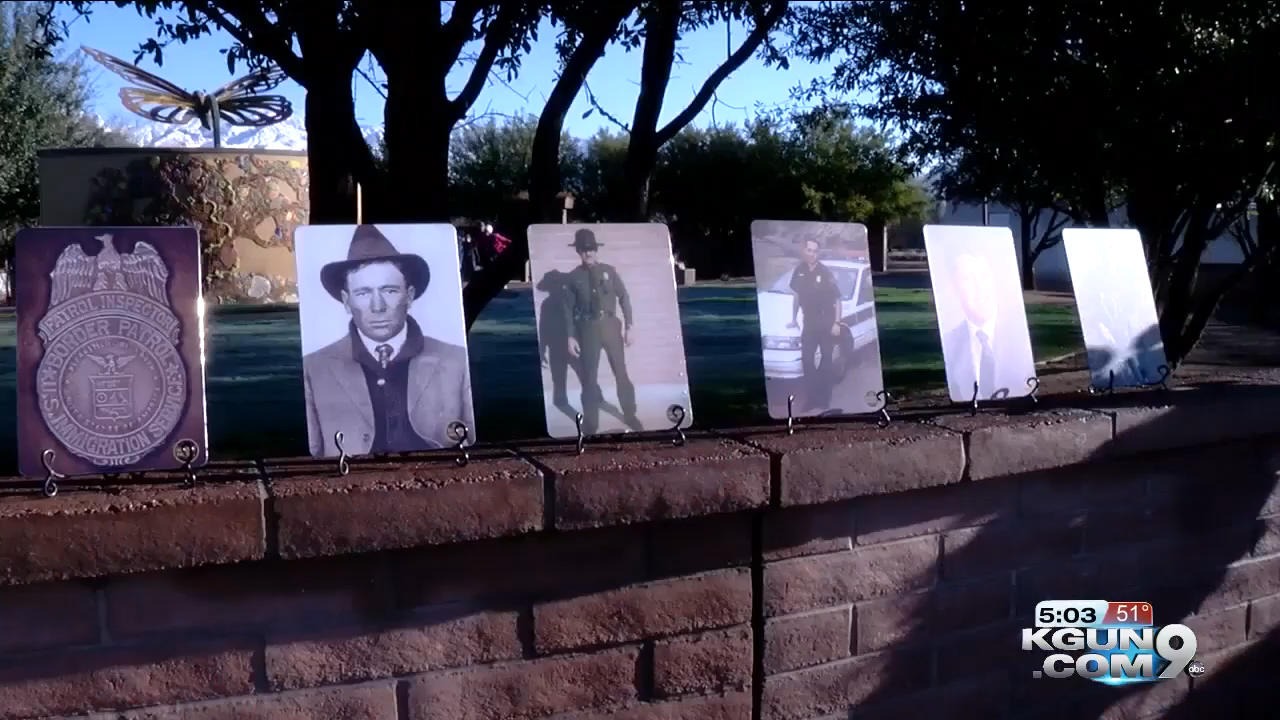 PATROL INSPECTOR
BORDER PATROL
U.S. IMMIGRATION SERVICE
5:03 51°
KGUN9
.COM abc